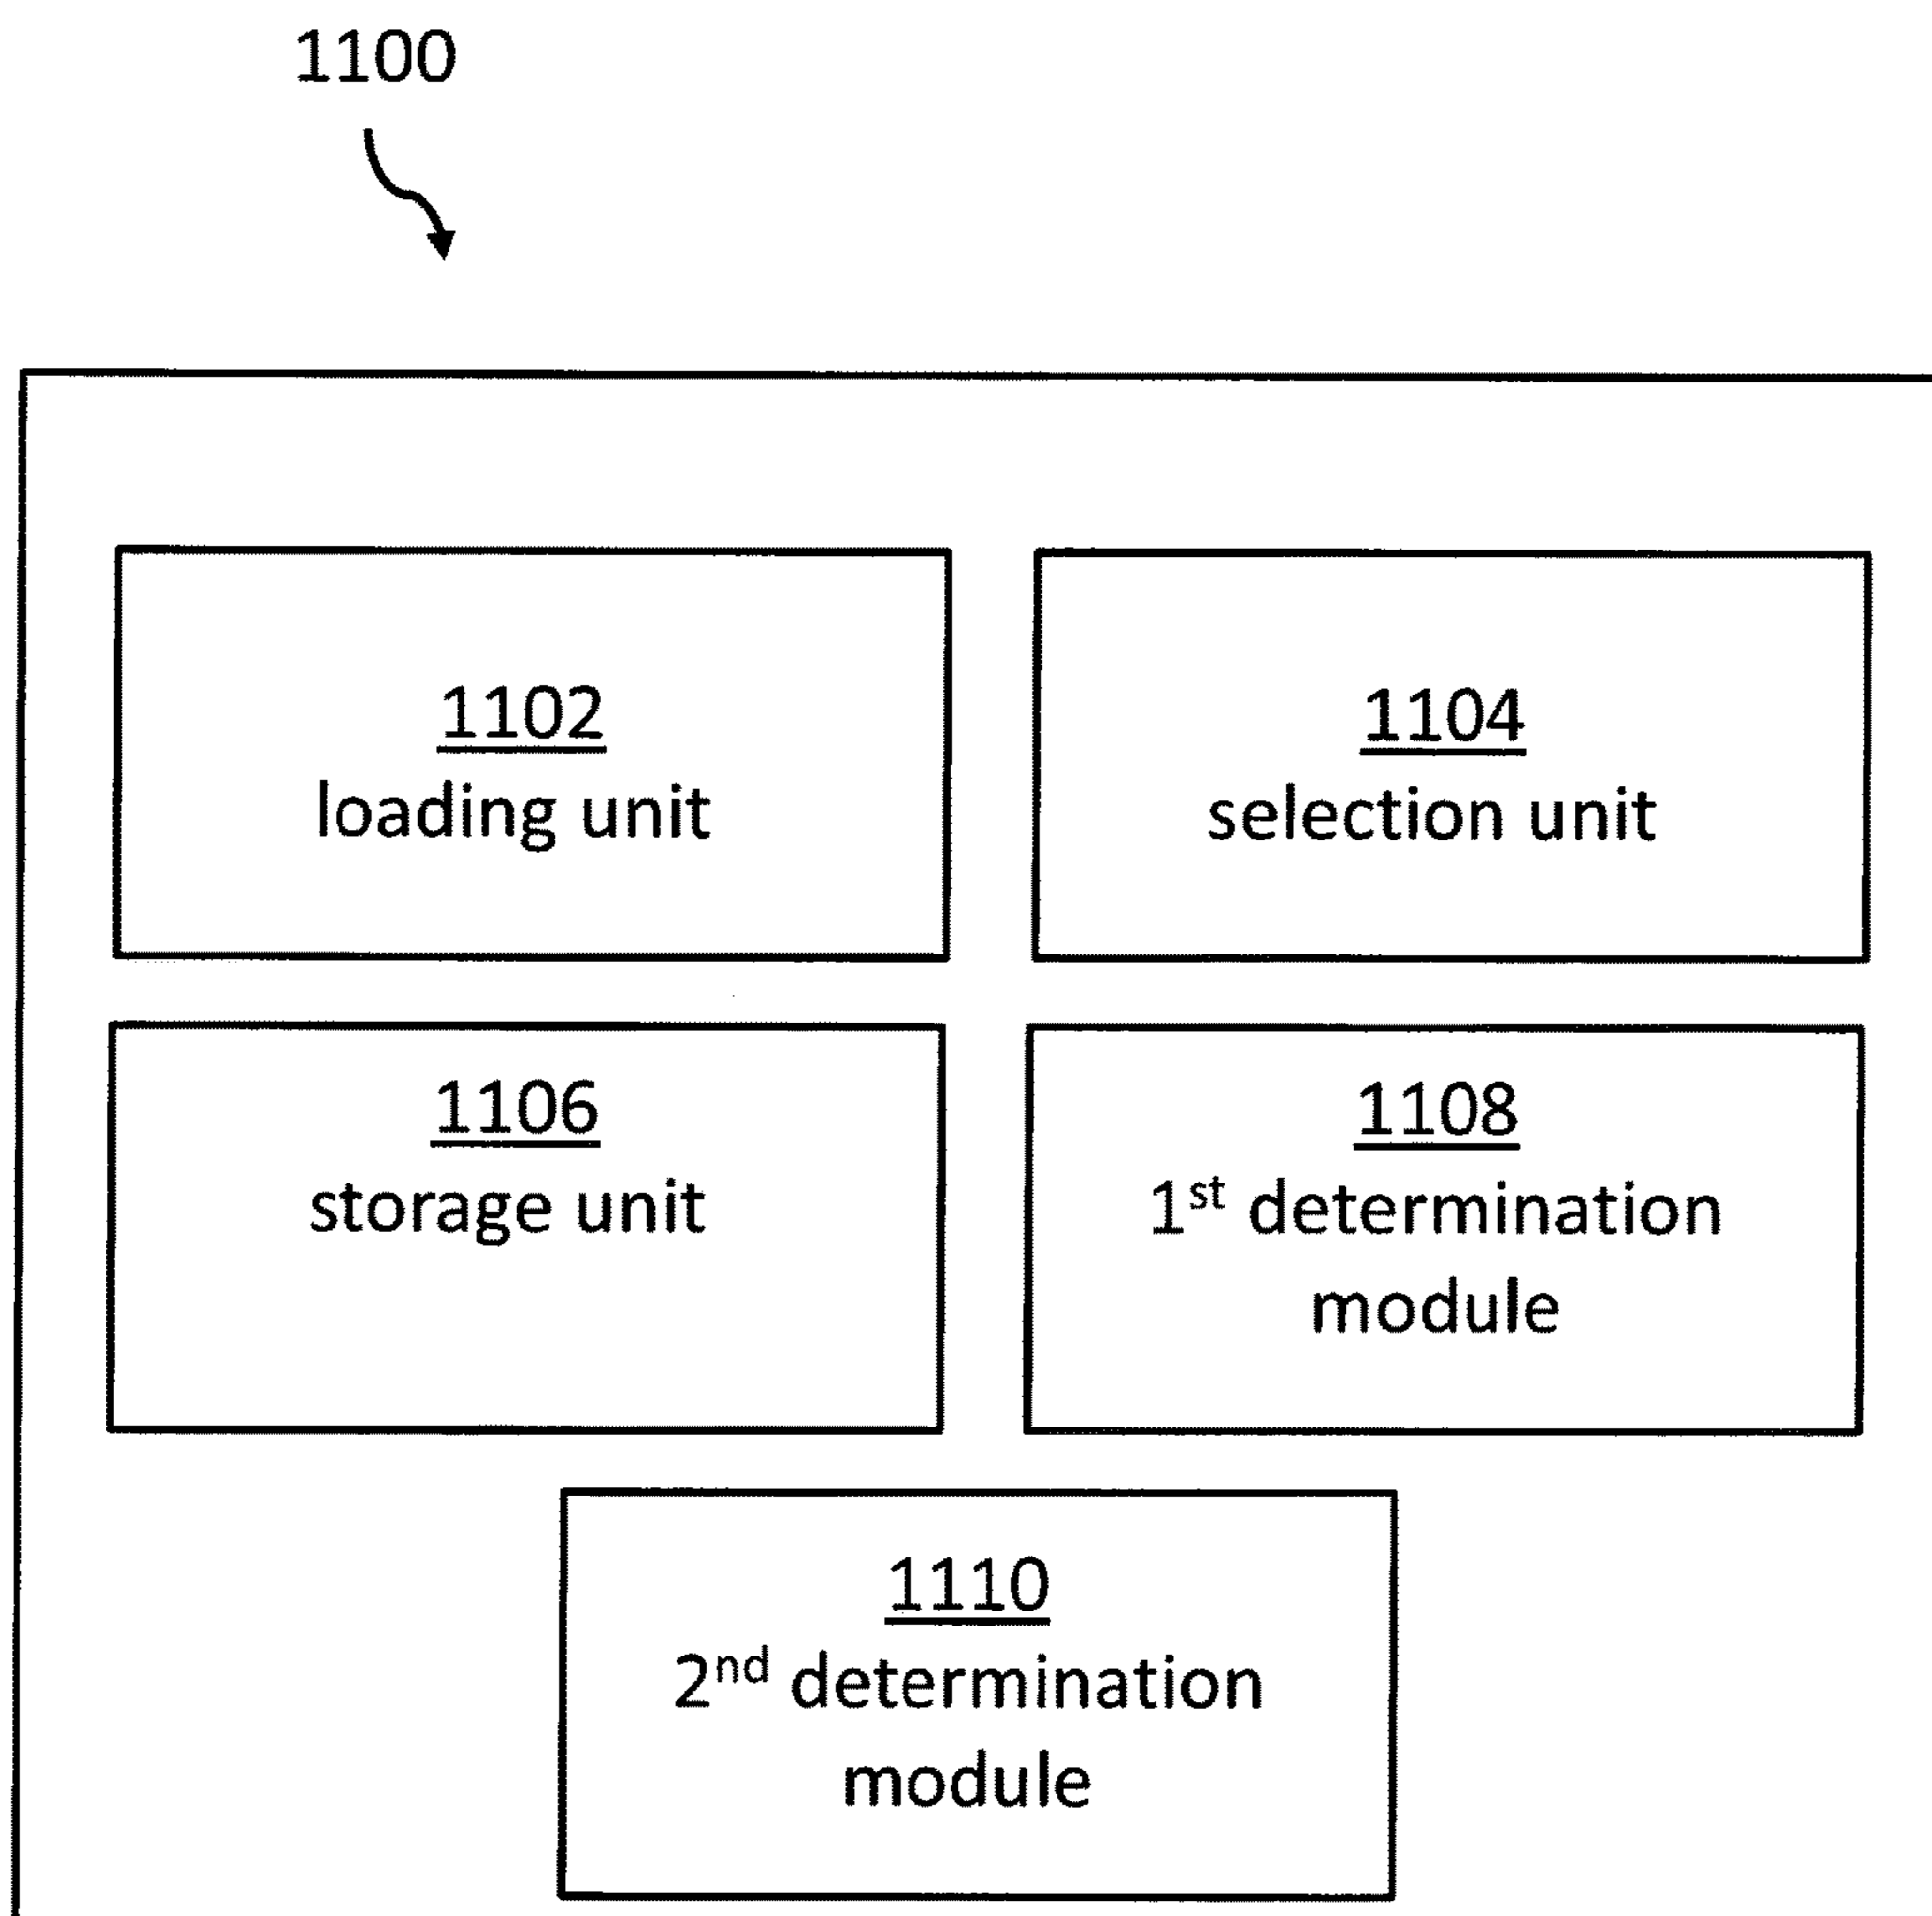 1100
1102
loading unit
1104
selection unit
1106
storage unit
1108
1st determination
module
1110
2nd determination
module